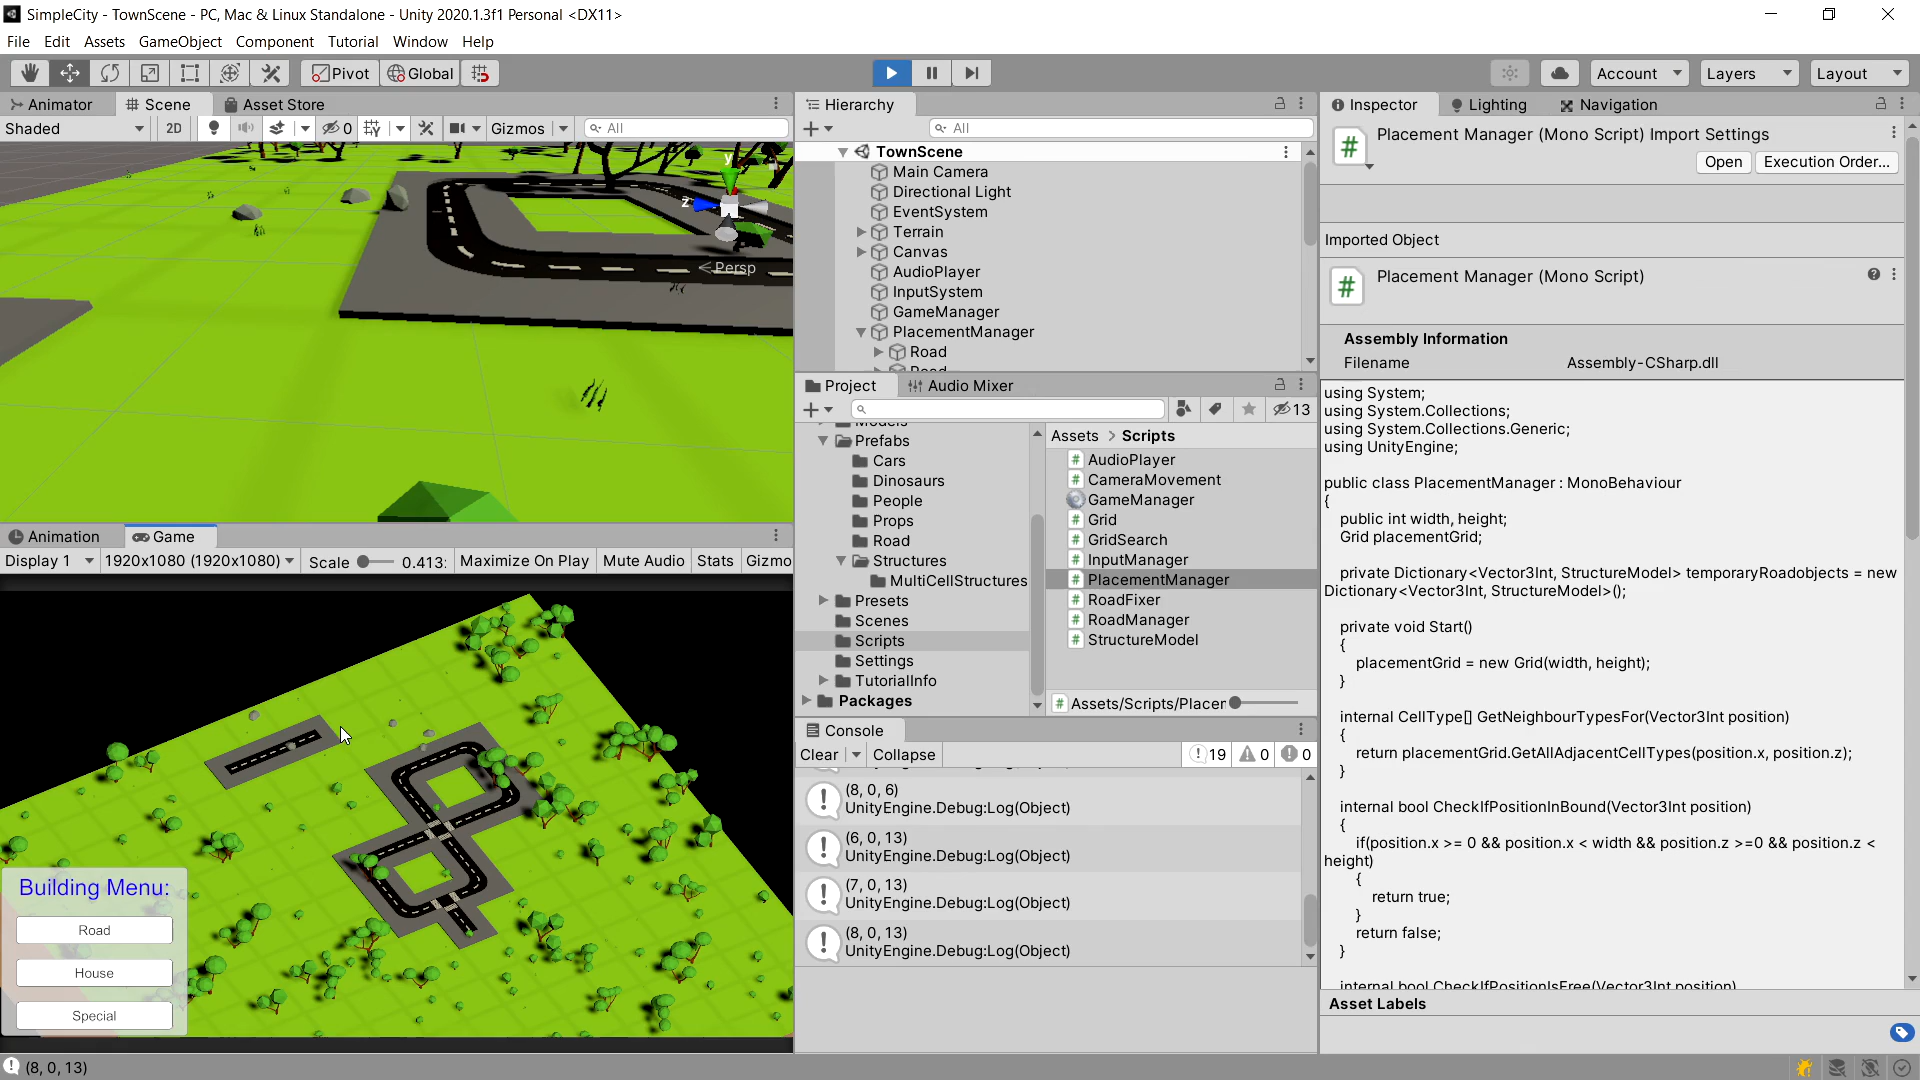 SimpleCity - TownScene - PC, Mac & Linux Standalone - Unity 2020.1.3f1 Personal <DX11>
File Edit Assets GameObject Component Tutorial Window Help
Pivot Global Account Layers Layout
Animator Scene Asset Store
Shaded 2D 0 Gizmos All
y
z
Persp
Animation Game
Display 1 1920x1080 (1920x1080) Scale 0.413: Maximize On Play Mute Audio Stats Gizmo
Building Menu:
Road
House
Special
Hierarchy
All
TownScene
Main Camera
Directional Light
EventSystem
Terrain
Canvas
AudioPlayer
InputSystem
GameManager
PlacementManager
Road
Road
Project Audio Mixer
13
Models
Prefabs
Cars
Dinosaurs
People
Props
Road
Structures
MultiCellStructures
Presets
Scenes
Scripts
Settings
TutorialInfo
Packages
Assets > Scripts
AudioPlayer
CameraMovement
GameManager
Grid
GridSearch
InputManager
PlacementManager
RoadFixer
RoadManager
StructureModel
Assets/Scripts/Placer
Console
Clear Collapse 19 0 0
UnityEngine.Debug:Log(Object)
(8, 0, 6)
UnityEngine.Debug:Log(Object)
(6, 0, 13)
UnityEngine.Debug:Log(Object)
(7, 0, 13)
UnityEngine.Debug:Log(Object)
(8, 0, 13)
UnityEngine.Debug:Log(Object)
Inspector Lighting Navigation
Placement Manager (Mono Script) Import Settings
Open Execution Order...
Imported Object
Placement Manager (Mono Script)
Assembly Information
Filename Assembly-CSharp.dll
using System;
using System.Collections;
using System.Collections.Generic;
using UnityEngine;
public class PlacementManager : MonoBehaviour
{
public int width, height;
Grid placementGrid;
private Dictionary<Vector3Int, StructureModel> temporaryRoadobjects = new
Dictionary<Vector3Int, StructureModel>();
private void Start()
{
placementGrid = new Grid(width, height);
}
internal CellType[] GetNeighbourTypesFor(Vector3Int position)
{
return placementGrid.GetAllAdjacentCellTypes(position.x, position.z);
}
internal bool CheckIfPositionInBound(Vector3Int position)
{
if(position.x >= 0 && position.x < width && position.z >=0 && position.z <
height)
{
return true;
}
return false;
}
internal bool CheckIfPositionIsFree(Vector3Int position)
Asset Labels
(8, 0, 13)